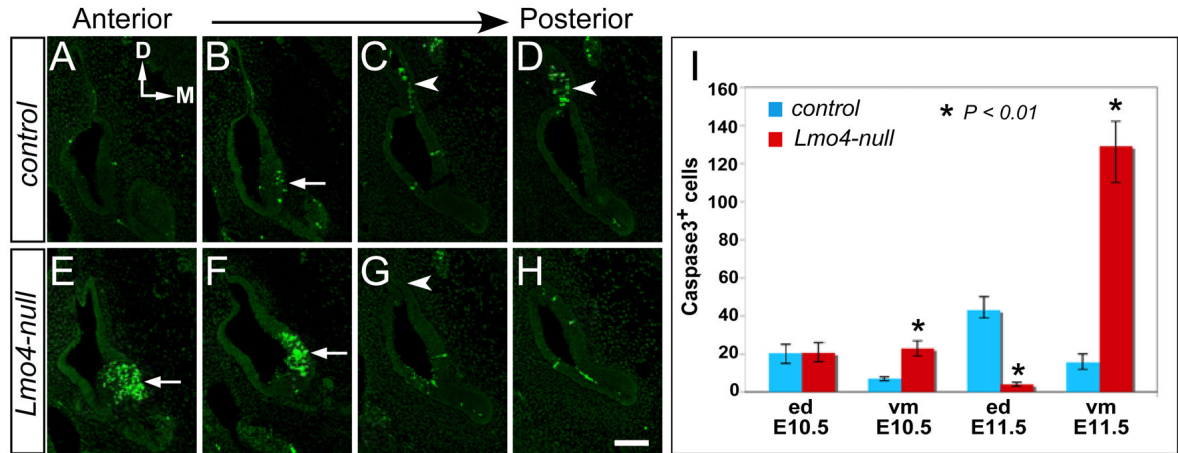 Anterior
Posterior
control
A
D
M
B
C
D
Lmo4-null
E
F
G
H
I
Caspase3+ cells
160
140
120
100
80
60
40
20
0
control
Lmo4-null
* P < 0.01
*
*
*
ed
E10.5
vm
E10.5
ed
E11.5
vm
E11.5